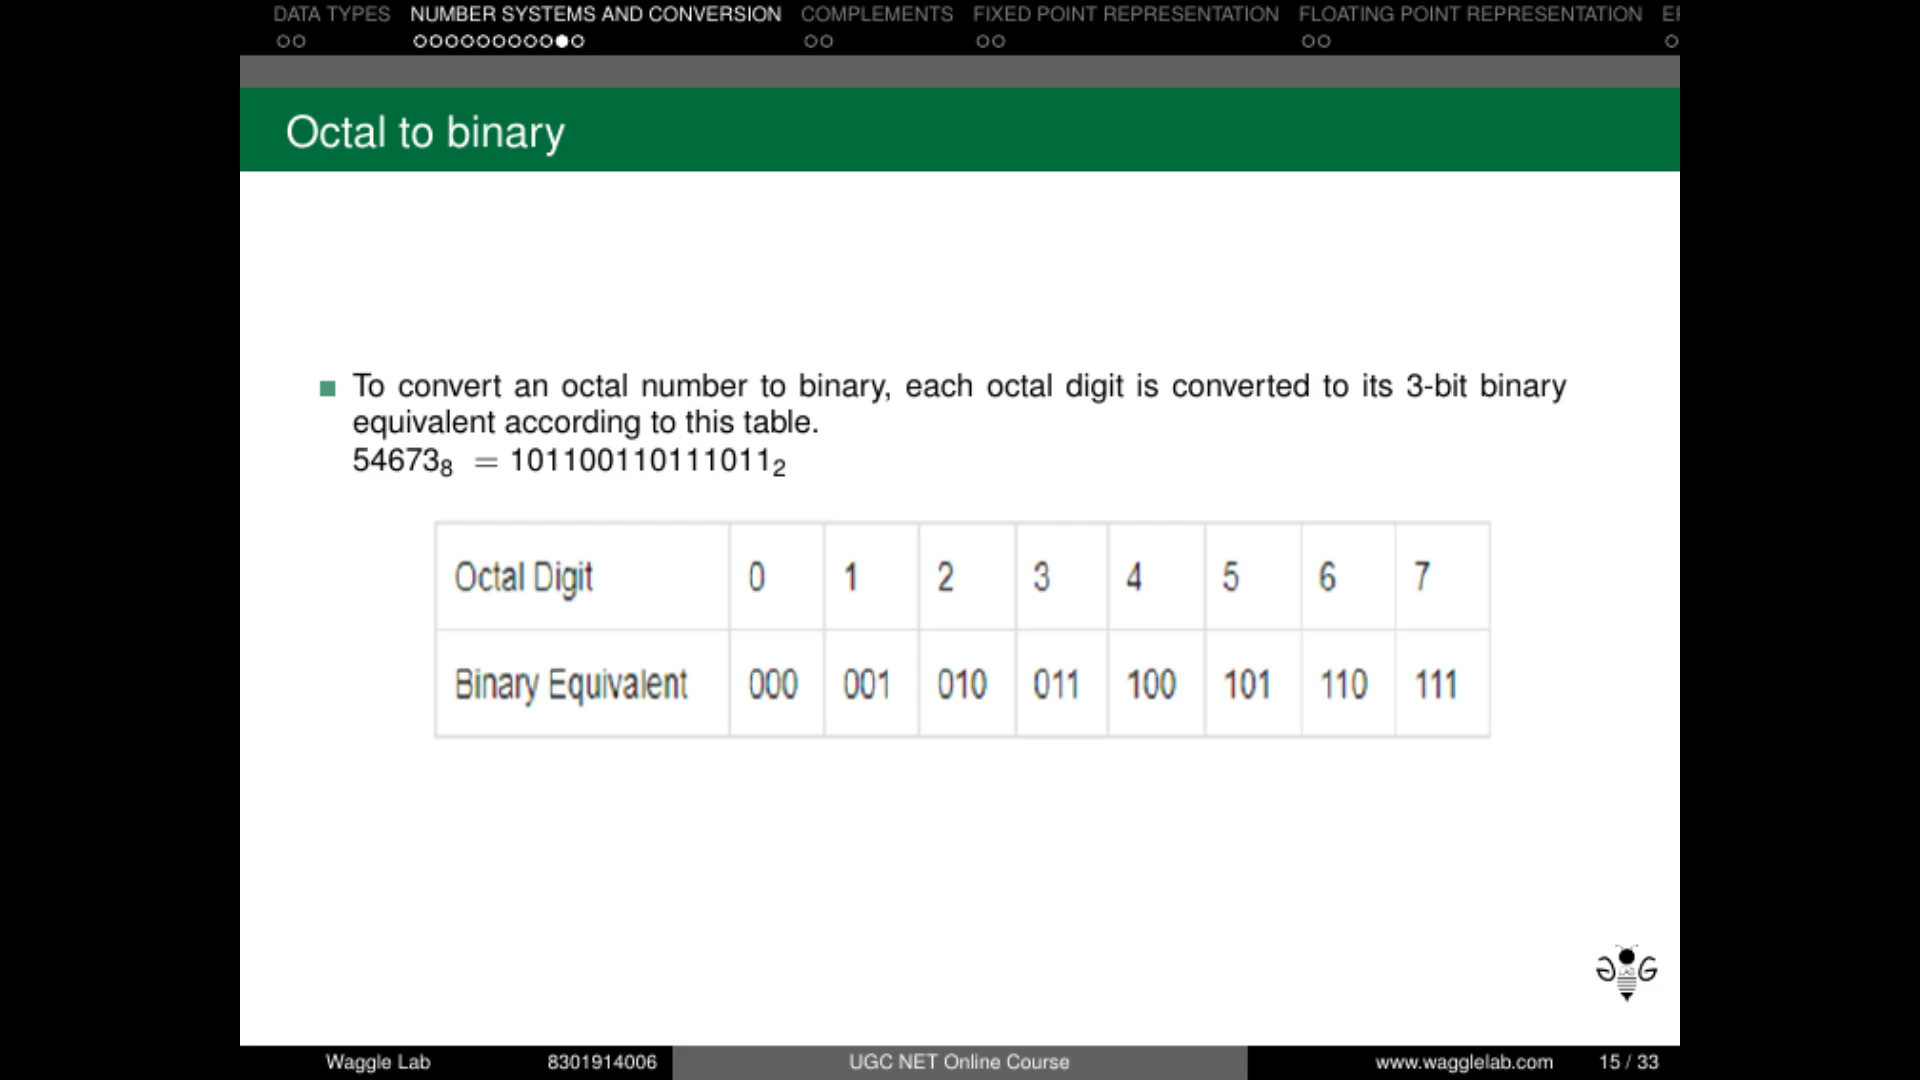 DATA TYPES NUMBER SYSTEMS AND CONVERSION COMPLEMENTS FIXED POINT REPRESENTATION FLOATING POINT REPRESENTATION
Octal to binary
To convert an octal number to binary, each octal digit is converted to its 3-bit binary
equivalent according to this table.
54673₈ = 101100110111011₂
Octal Digit 0 1 2 3 4 5 6 7
Binary Equivalent 000 001 010 011 100 101 110 111
Waggle Lab 8301914006 UGC NET Online Course www.wagglelab.com 15 / 33